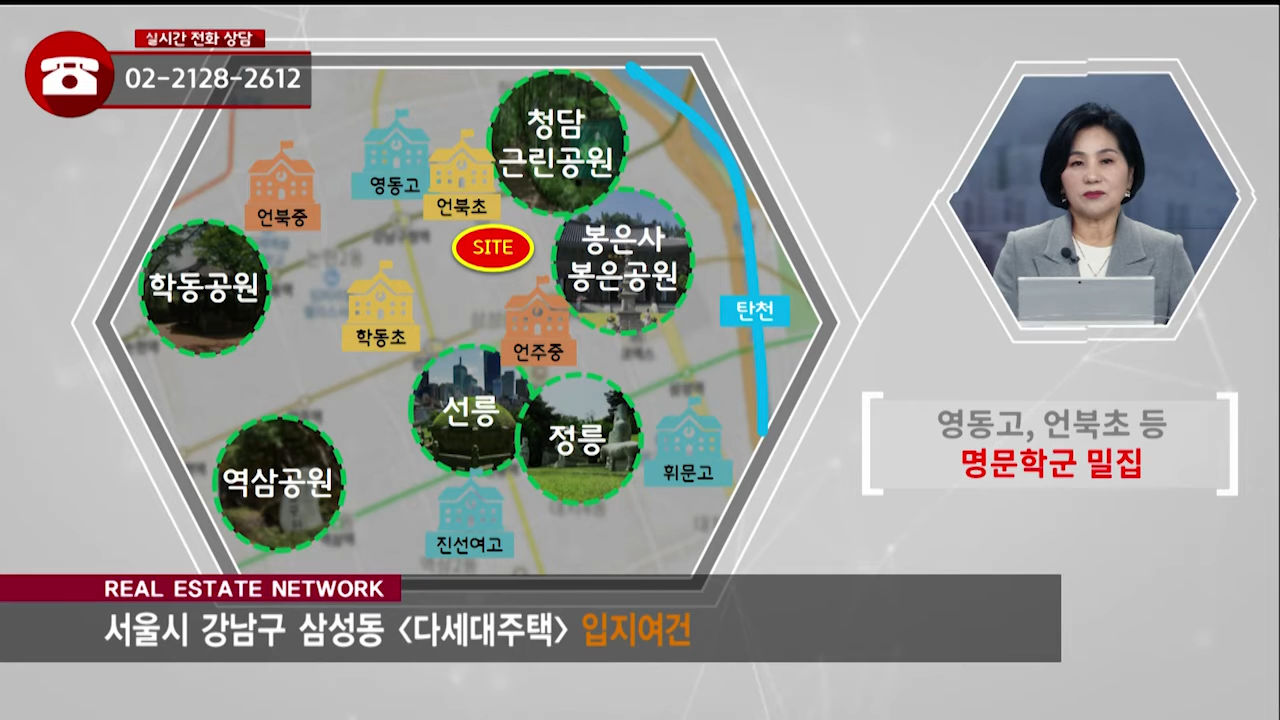 실시간 전화 상담
02-2128-2612
청담
근린공원
영동고
언북초
언북중
SITE
봉은사
봉은공원
학동공원
탄천
학동초
언주중
선릉
정릉
휘문고
역삼공원
진선여고
영동고, 언북초 등
명문학군 밀집
REAL ESTATE NETWORK
서울시 강남구 삼성동 <다세대주택> 입지여건